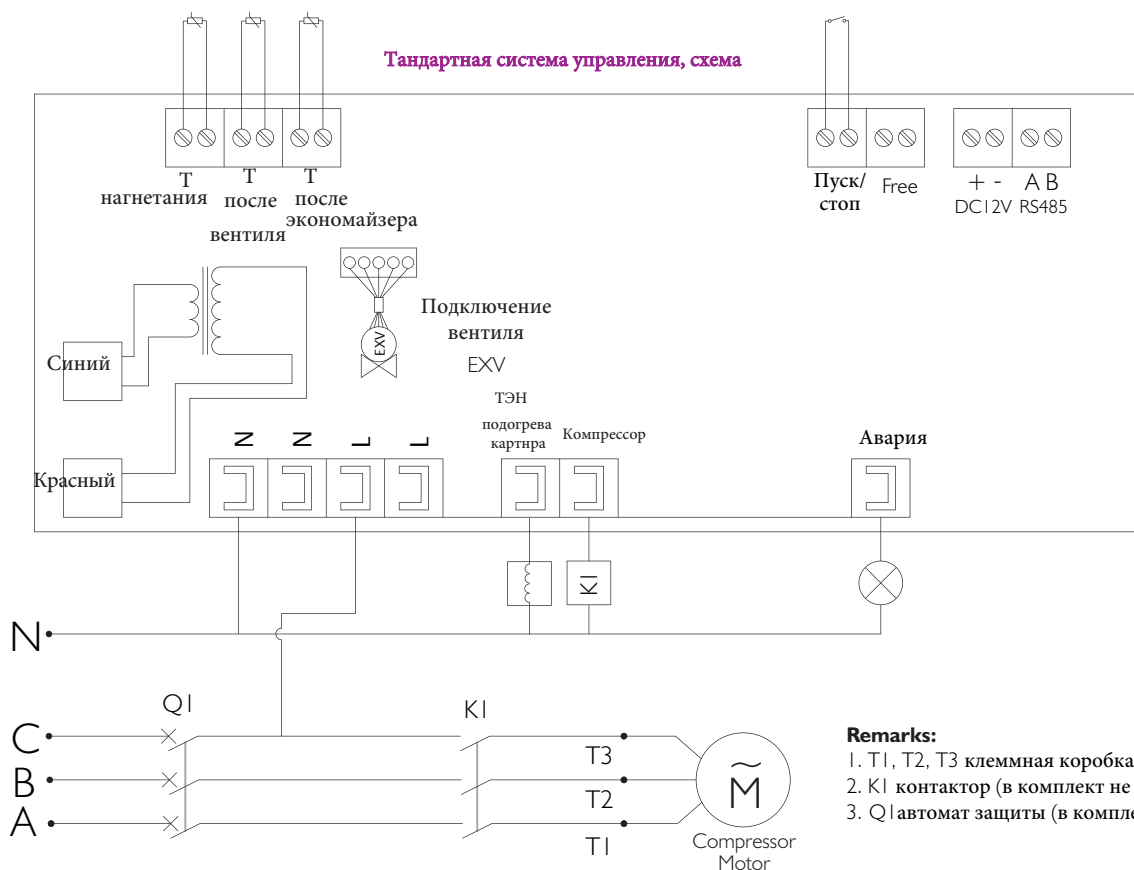 Тандартная система управления, схема
Т
нагнетания
Т
после
вентиля
Т
после
экономайзера
Пуск/
стоп
Free
+ -
DC12V
A B
RS485
Синий
Красный
EXV
Подключение
вентиля
EXV
N
N
L
L
ТЭН
подогрева
картнра
Компрессор
Авария
K1
N
C
B
A
Q1
K1
T3
T2
T1
M
Compressor
Motor
Remarks:
1. T1, T2, T3 клеммная коробка
2. K1 контактор (в комплект не
3. Q1автомат защиты (в